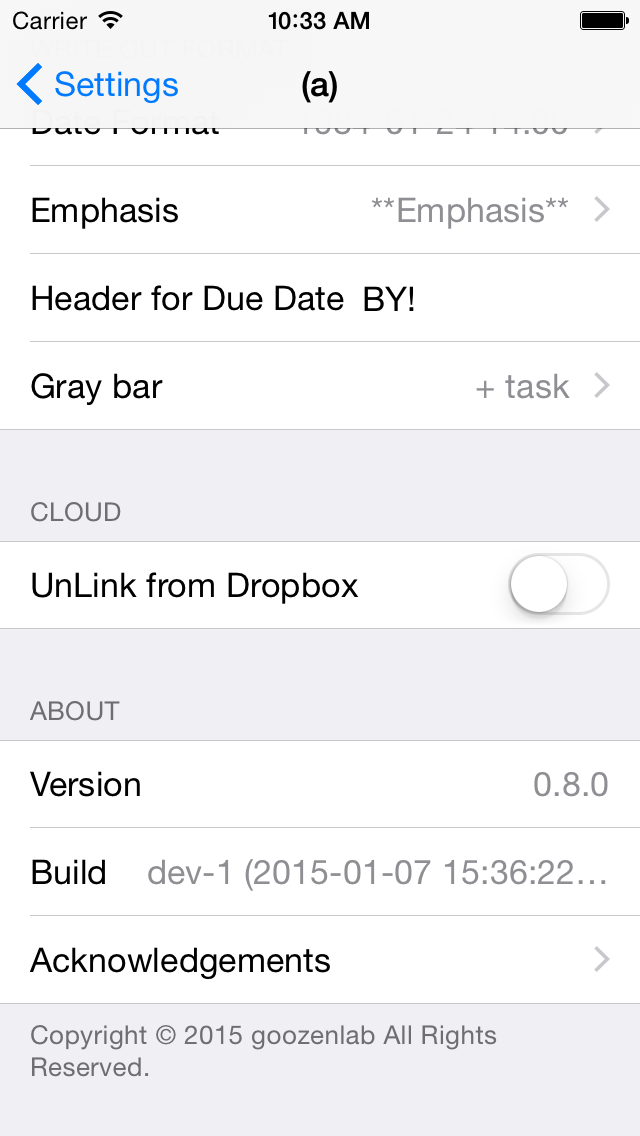 Carrier 10:33 AM
Settings (a)
Date Format
Emphasis **Emphasis**
Header for Due Date BY!
Gray bar + task
CLOUD
UnLink from Dropbox
ABOUT
Version 0.8.0
Build dev-1 (2015-01-07 15:36:22...
Acknowledgements
Copyright © 2015 goozenlab All Rights
Reserved.